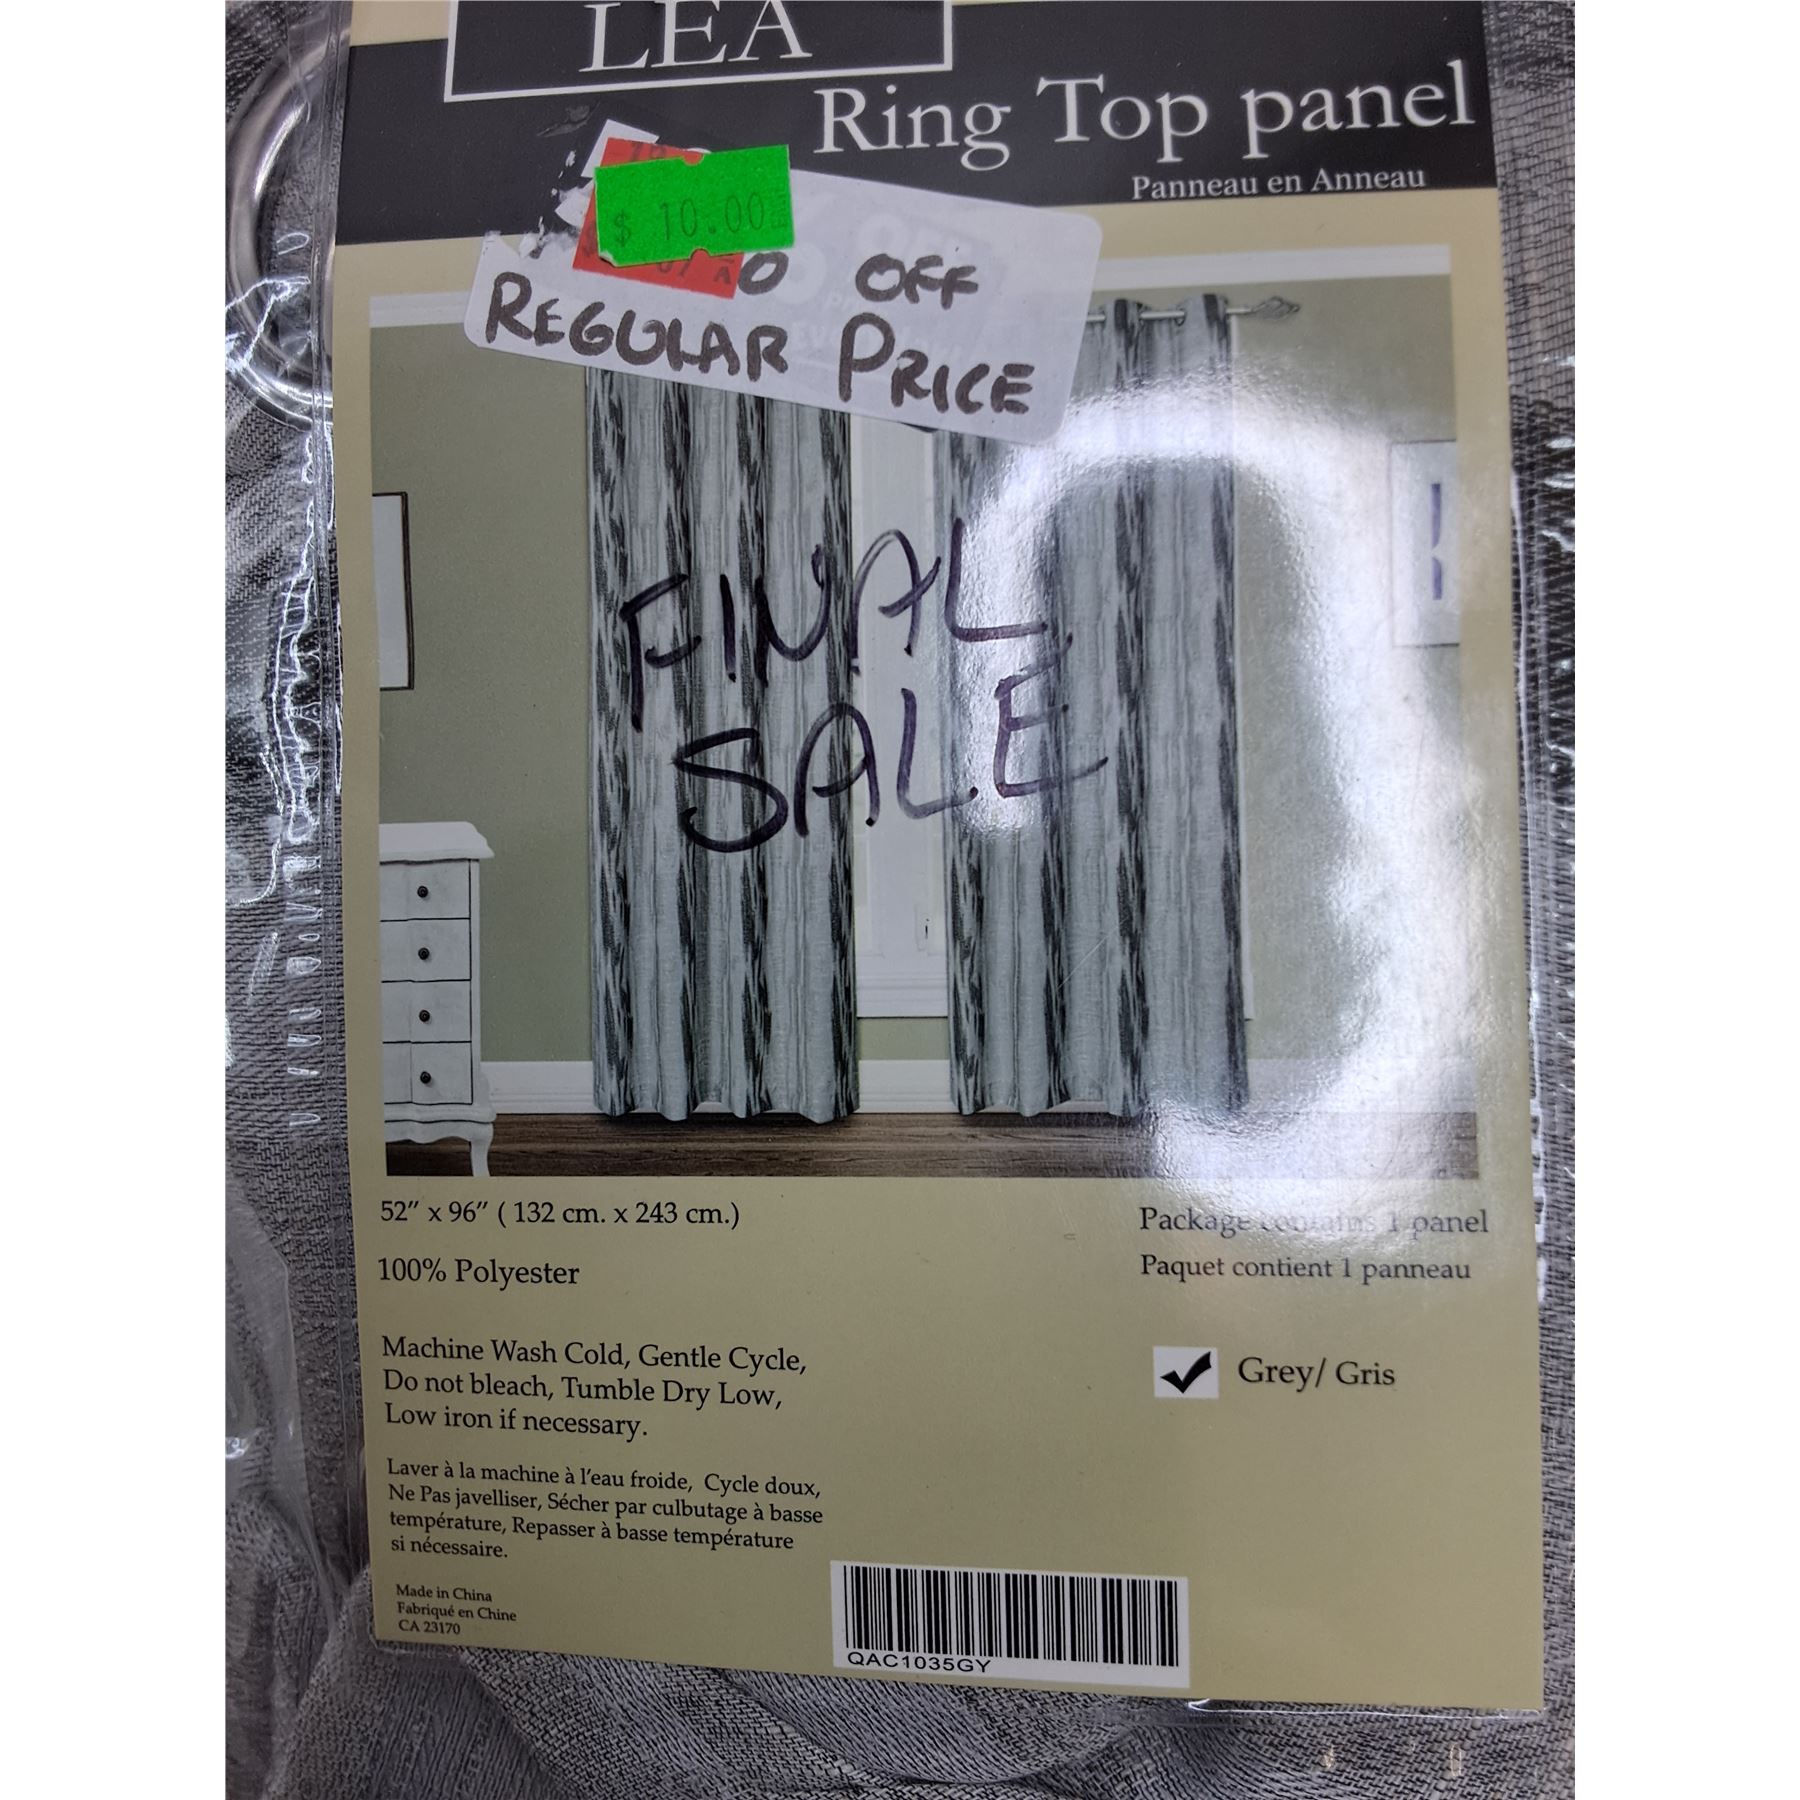 LEA
Ring Top panel
Panneau en Anneau
$ 10.00
OFF
REGULAR PRICE
FINAL
SALE
52" x 96" ( 132 cm. x 243 cm.)
100% Polyester
Package contains 1 panel
Paquet contient 1 panneau
Machine Wash Cold, Gentle Cycle,
Do not bleach, Tumble Dry Low,
Low iron if necessary.
Grey/ Gris
Laver à la machine à l'eau froide, Cycle doux,
Ne Pas javelliser, Sécher par culbutage à basse
température, Repasser à basse température
si nécessaire.
Made in China
Fabriqué en Chine
CA 23170
QAC1035GY